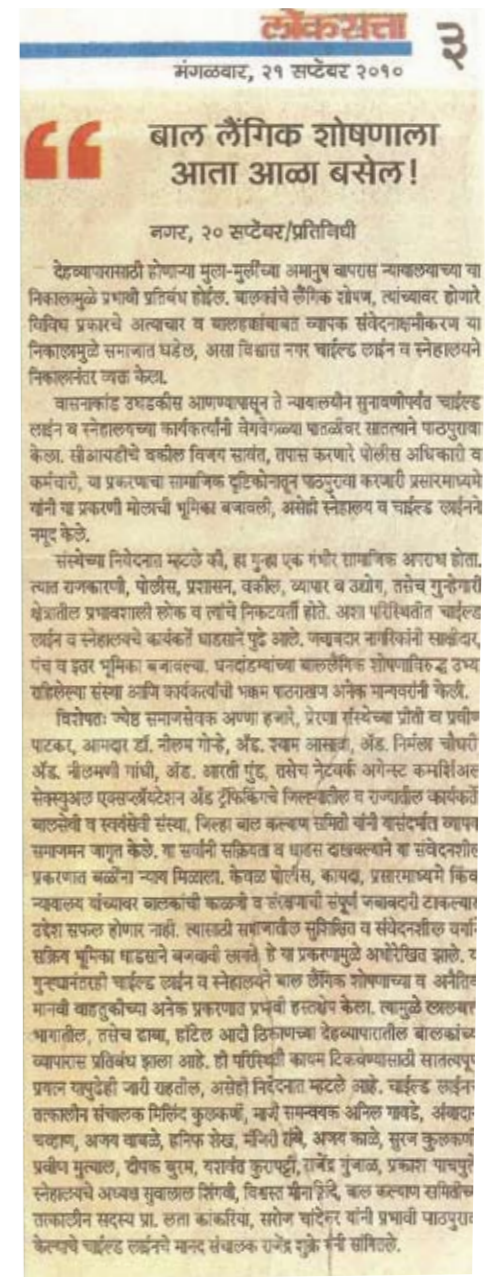 लोकसत्ता
३
मंगळवार, २१ सप्टेंबर २०१०
बाल लैंगिक शोषणाला
आता आळा बसेल!
नगर, २० सप्टेंबर/प्रतिनिधी
देहव्यापारासाठी होणाऱ्या मुला-मुलींच्या अमानुष वापरास न्यायालयाच्या या
निकालामुळे प्रभावी प्रतिबंध होईल. बालकांचे लैंगिक शोषण, त्यांच्यावर होणारे
विविध प्रकारचे अत्याचार व बालहक्कांबाबत व्यापक संवेदनाक्षमीकरण या
निकालामुळे समाजात घडेल, असा विश्वास नगर चाईल्ड लाईन व स्नेहालयने
निकालानंतर व्यक्त केला.
वासनाकांड उघडकीस आणण्यापासून ते न्यायालयीन सुनावणीपर्यंत चाईल्ड
लाईन व स्नेहालयच्या कार्यकर्त्यांनी वेगवेगळ्या पातळ्यांवर सातत्याने पाठपुरावा
केला. सीआयडीचे वकील विजय सावंत, तपास करणारे पोलीस अधिकारी व
कर्मचारी, या प्रकरणाचा सामाजिक दृष्टिकोनातून पाठपुरावा करणारी प्रसारमाध्यमे
यांनी या प्रकरणी मोलाची भूमिका बजावली, असेही स्नेहालय व चाईल्ड लाईनने
नमूद केले.
संस्थेच्या निवेदनात म्हटले की, हा गुन्हा एक गंभीर सामाजिक अपराध होता.
त्यात राजकारणी, पोलीस, प्रशासन, वकील, व्यापार व उद्योग, तसेच गुन्हेगारी
क्षेत्रातील प्रभावशाली लोक व त्यांचे निकटवर्ती होते. अशा परिस्थितीत चाईल्ड
लाईन व स्नेहालयचे कार्यकर्ते धाडसाने पुढे आले. जबाबदार नागरिकांनी साक्षीदार,
पंच व इतर भूमिका बजावल्या. धनदांडग्यांच्या बाललैंगिक शोषणाविरुद्ध उभ्या
राहिलेल्या संस्था आणि कार्यकर्त्यांची भक्कम पाठराखण अनेक मान्यवरांनी केली.
विशेषतः ज्येष्ठ समाजसेवक अण्णा हजारे, प्रेरणा संस्थेच्या प्रीती व प्रवीण
पाटकर, आमदार डॉ. नीलम गोऱ्हे, अॅड. श्याम आसावा, अॅड. निर्मला चौधरी
अॅड. नीलमणी गांधी, अॅड. आरती गुंड, तसेच नेटवर्क अगेन्स्ट कमर्शिअल
सेक्स्युअल एक्सप्लॉयटेशन अँड ट्रॅफिकिंगचे जिल्ह्यातील व राज्यातील कार्यकर्ते
बालसेवी व स्वयंसेवी संस्था, जिल्हा बाल कल्याण समिती यांनी यासंदर्भात व्यापक
समाजमन जागृत केले. या सर्वांनी सक्रियता व धाडस दाखवल्याने या संवेदनशील
प्रकरणात बळींना न्याय मिळाला. केवळ पोलीस, कायदा, प्रसारमाध्यमे किंवा
न्यायालय यांच्यावर बालकांची काळजी व संरक्षणाची संपूर्ण जबाबदारी टाकल्यास
उद्देश सफल होणार नाही. त्यासाठी समाजातील सुशिक्षित व संवेदनशील वर्गाने
सक्रिय भूमिका धाडसाने बजवावी लागते, हे या प्रकरणामुळे अधोरेखित झाले. य
गुन्ह्यानंतरही चाईल्ड लाईन व स्नेहालयने बाल लैंगिक शोषणाच्या व अनैतिक
मानवी वाहतुकीच्या अनेक प्रकरणात प्रभावी हस्तक्षेप केला. त्यामुळे लालबत्ती
भागातील, तसेच ढाबा, हॉटेल आदी ठिकाणच्या देहव्यापारातील बालकांच्य
व्यापारास प्रतिबंध झाला आहे. ही परिस्थिती कायम टिकवण्यासाठी सातत्यपूर्ण
प्रयत्न यापुढेही जारी राहतील, असेही निवेदनात म्हटले आहे. चाईल्ड लाईनचे
तत्कालीन संचालक मिलिंद कुलकर्णी, माजी समन्वयक अनिल गावडे, अंबादास
चव्हाण, अजय वाबळे, हनिफ शेख, मंजिरी रांधे, अजय काळे, सुरज कुलकर्णी
प्रवीण मुत्याल, दीपक बुरम, यशवंत कुरापट्टी, राजेंद्र गुंजाळ, प्रकाश पाचपुते
स्नेहालयचे अध्यक्ष सुवालाल शिंगवी, विश्वस्त मीना शिंदे, बाल कल्याण समितीच्य
तत्कालीन सदस्य प्रा. लता कांकरिया, सरोज चांदेकर यांनी प्रभावी पाठपुराव
केल्याचे चाईल्ड लाईनचे मानद संचालक राजेंद्र शुक्रे यांनी सांगितले.